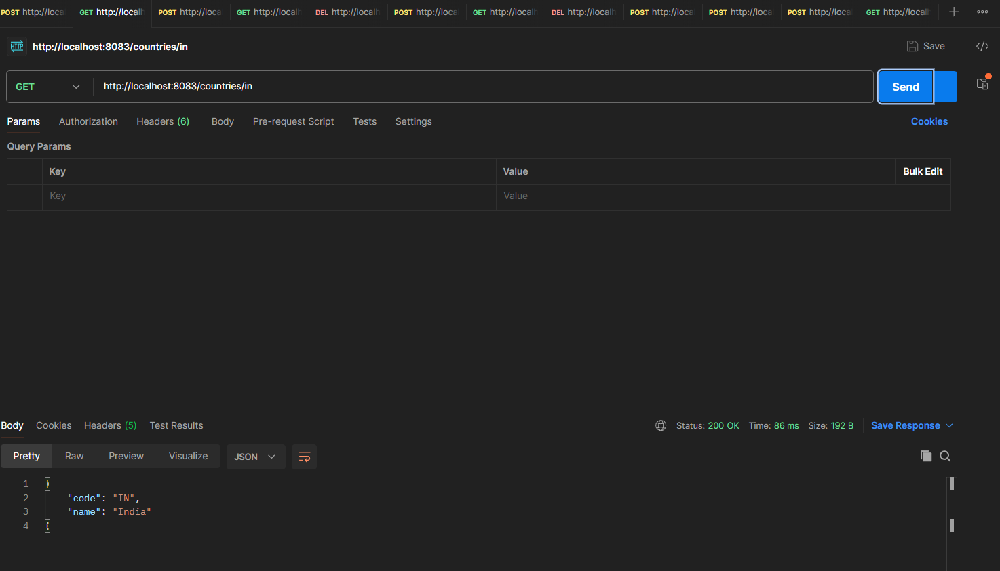 POST http://loca GET http://localh POST http://loca GET http://localh DEL http://localh POST http://loca GET http://localh DEL http://localh POST http://loca POST http://loca POST http://loca GET http://localh
HTTP http://localhost:8083/countries/in Save
GET http://localhost:8083/countries/in Send
Params Authorization Headers (6) Body Pre-request Script Tests Settings Cookies
Query Params
Key Value Bulk Edit
Key Value
Body Cookies Headers (5) Test Results Status: 200 OK Time: 86 ms Size: 192 B Save Response
Pretty Raw Preview Visualize JSON
1 {
2 "code": "IN",
3 "name": "India"
4 }